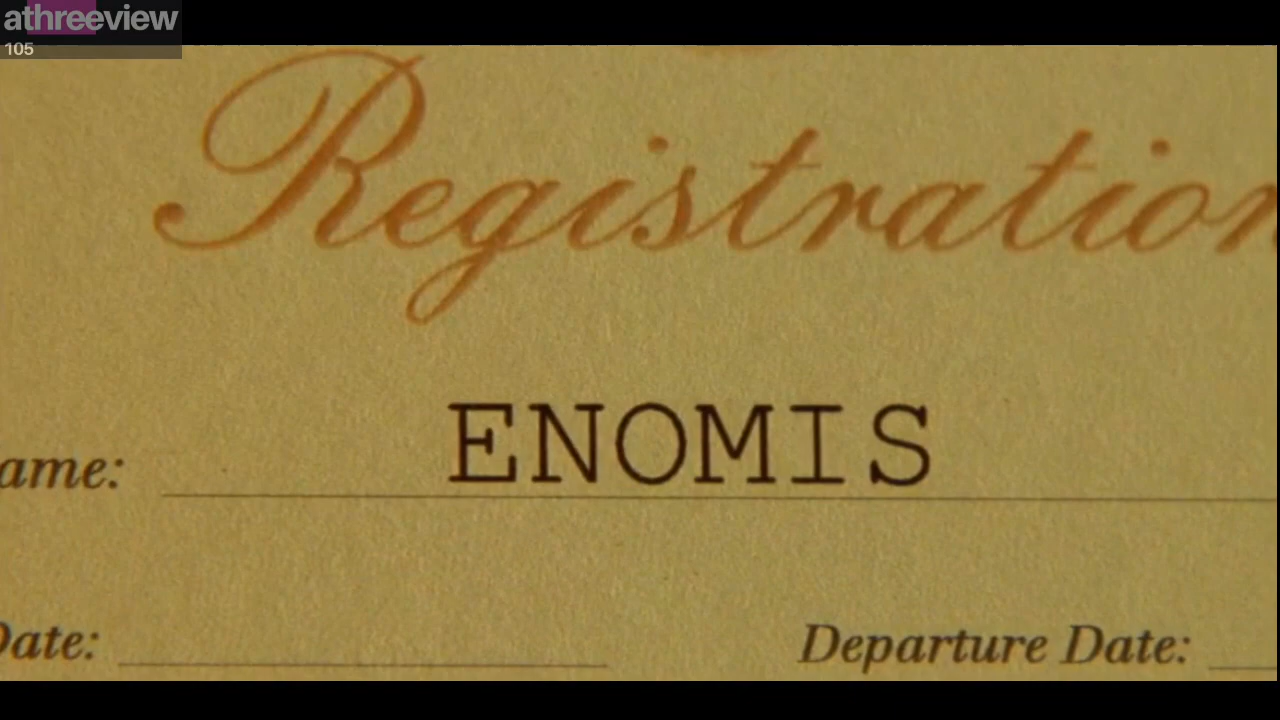 athreeview
105
Registration
ame:
ENOMIS
Date:
Departure Date: